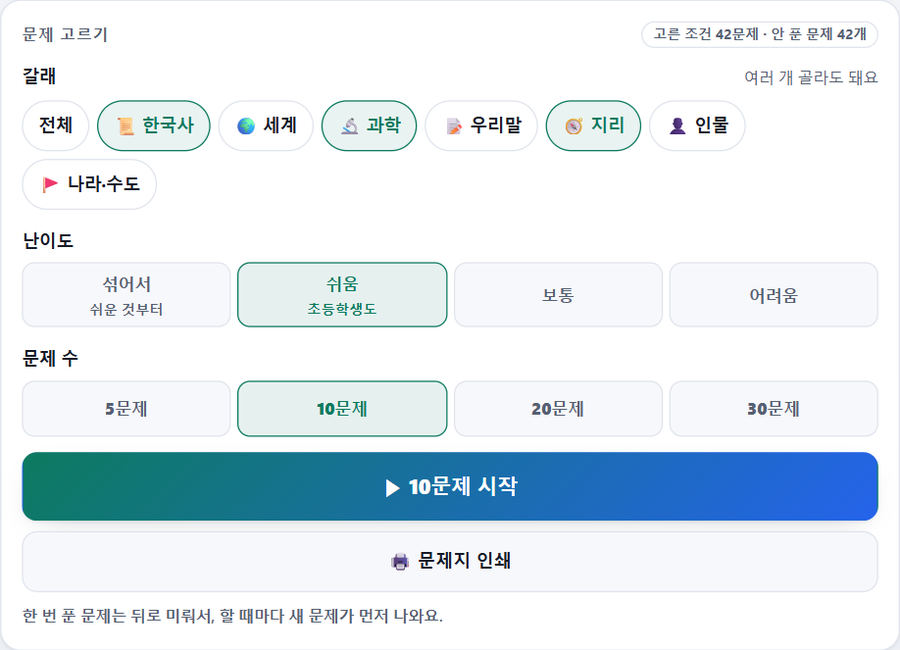 문제 고르기
고른 조건 42문제 · 안 푼 문제 42개
갈래
여러 개 골라도 돼요
전체 한국사 세계 과학 우리말 지리 인물
나라·수도
난이도
섞어서 쉬움 보통 어려움
쉬운 것부터 초등학생도
문제 수
5문제 10문제 20문제 30문제
▶ 10문제 시작
문제지 인쇄
한 번 푼 문제는 뒤로 미뤄서, 할 때마다 새 문제가 먼저 나와요.